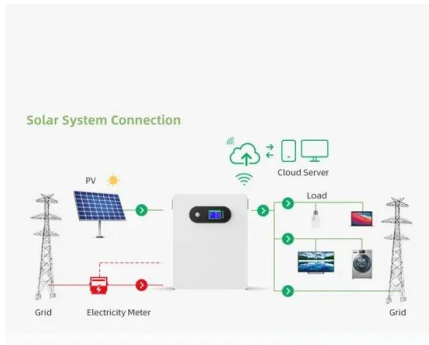 Solar System Connection
Cloud Server
PV
Load
Grid
Electricity Meter
Grid